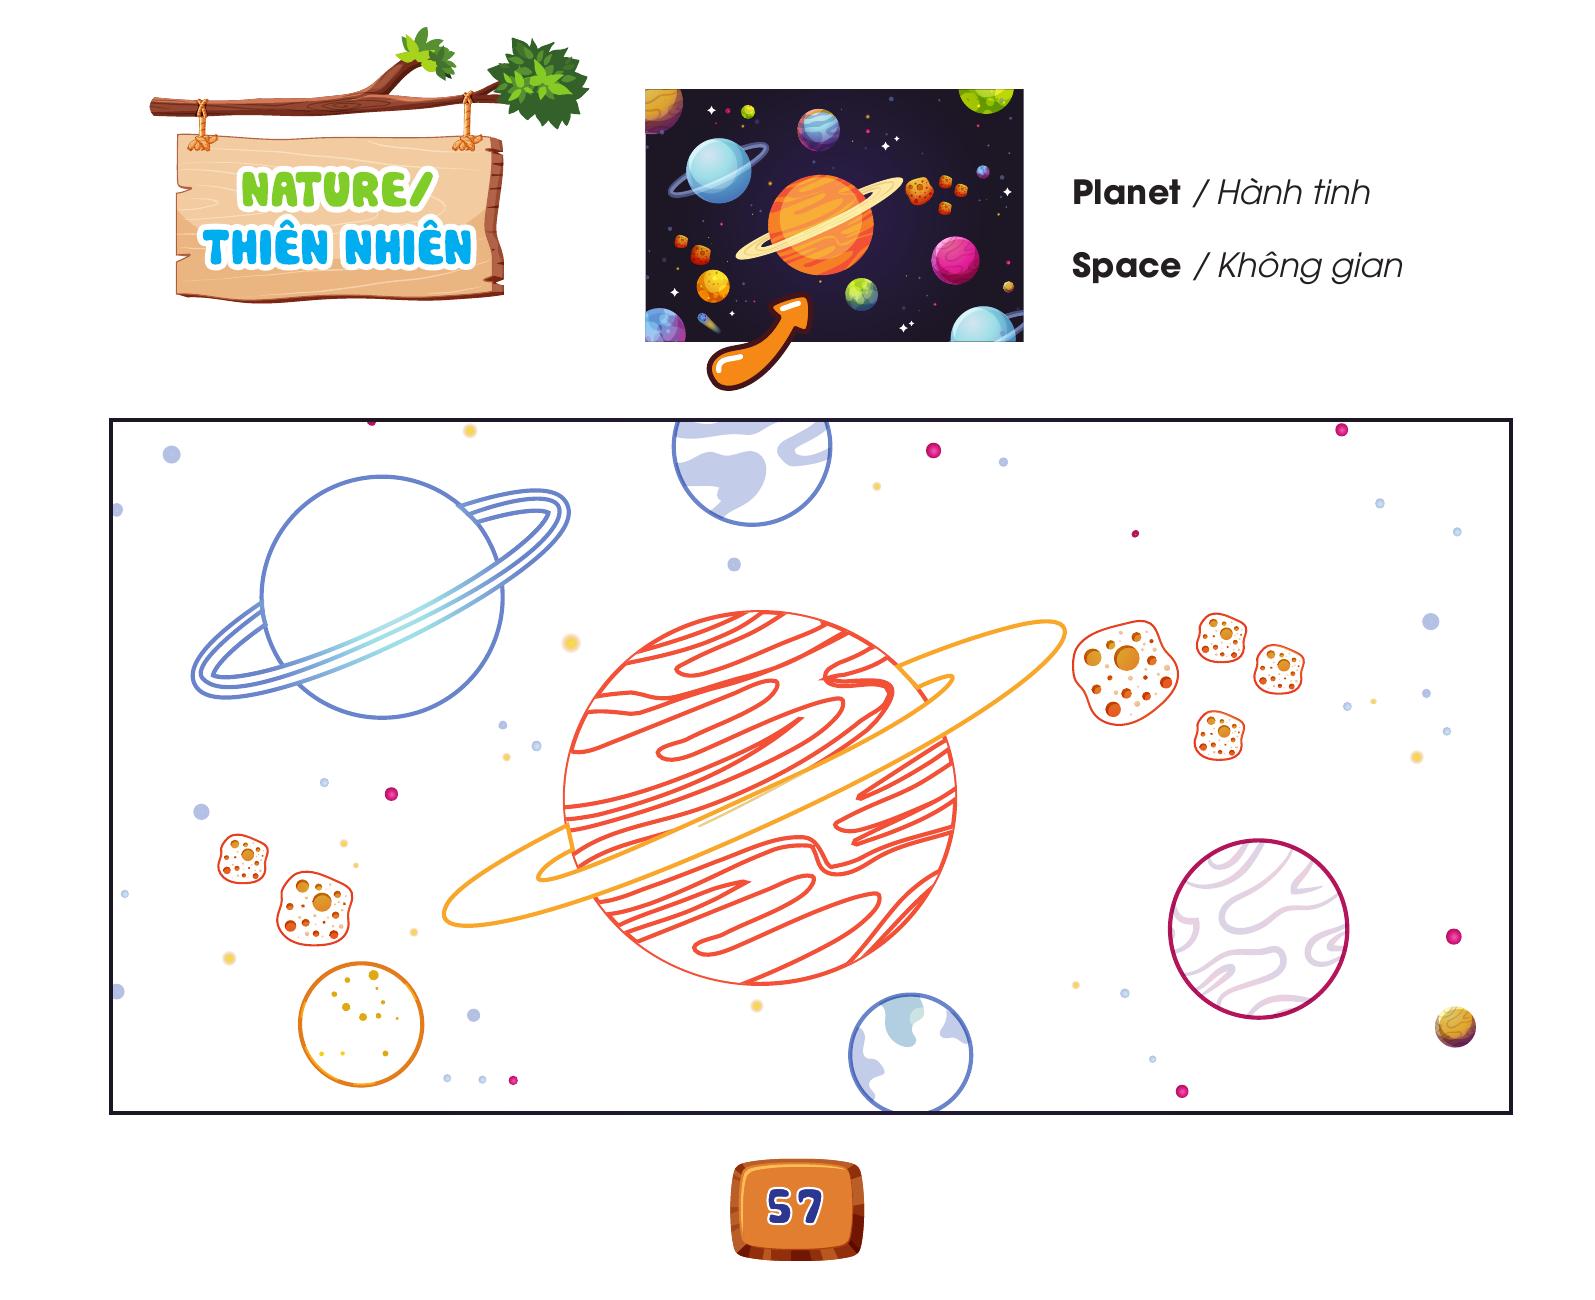 NATURE/
THIÊN NHIÊN
Planet / Hành tinh
Space / Không gian
57